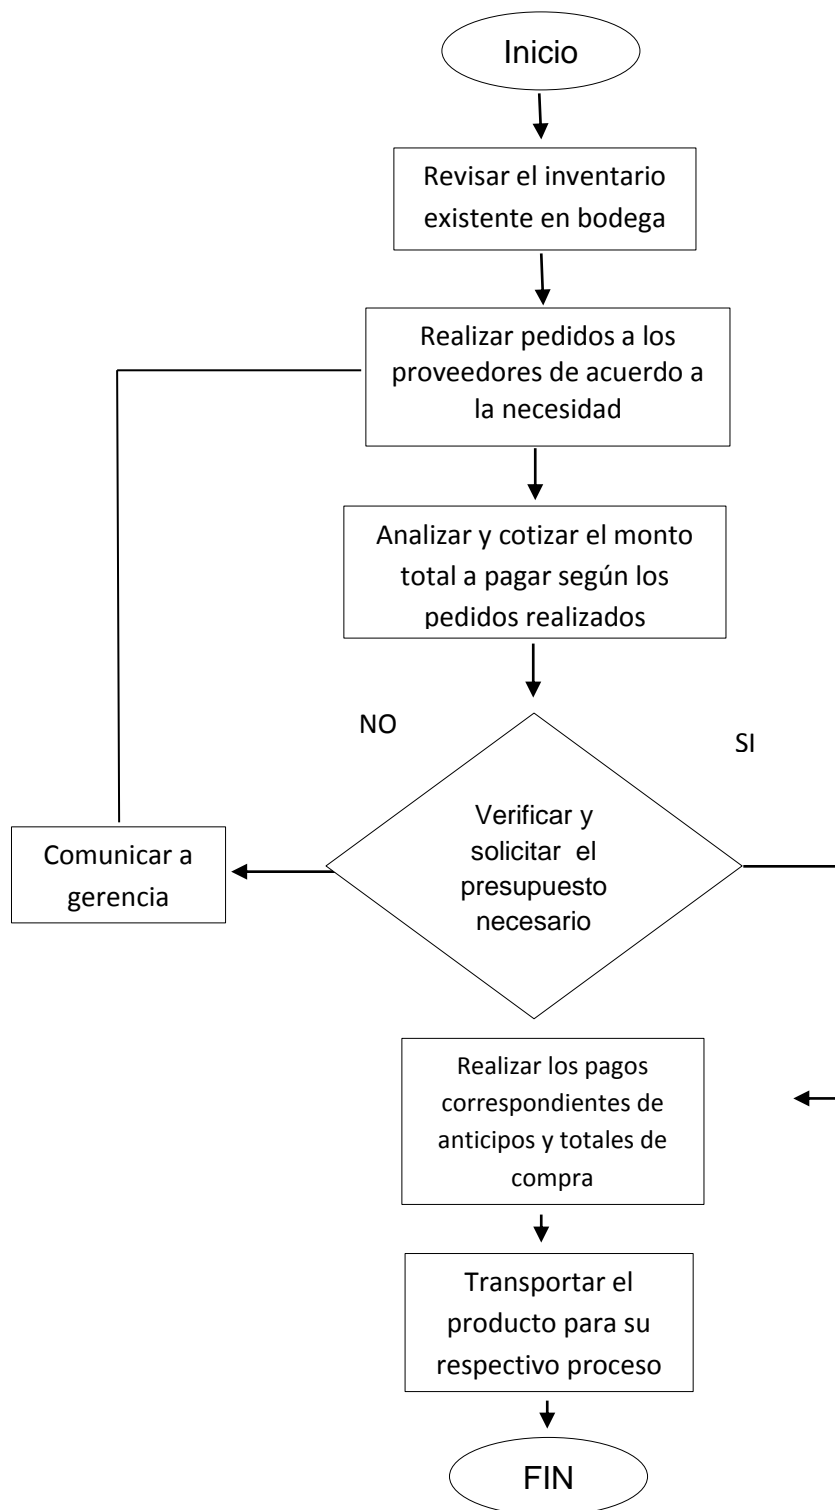 Inicio
Revisar el inventario
existente en bodega
Realizar pedidos a los
proveedores de acuerdo a
la necesidad
Analizar y cotizar el monto
total a pagar según los
pedidos realizados
NO
SI
Verificar y
solicitar el
presupuesto
necesario
Comunicar a
gerencia
Realizar los pagos
correspondientes de
anticipos y totales de
compra
Transportar el
producto para su
respectivo proceso
FIN